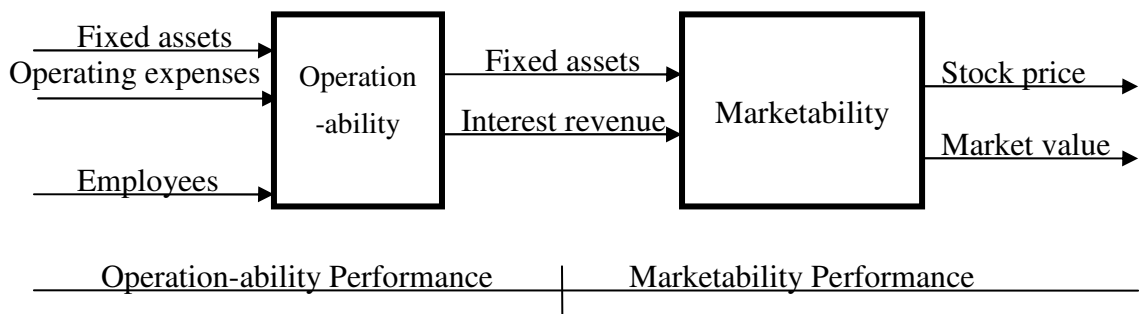 Fixed assets
Operating expenses
Employees
Operation
-ability
Fixed assets
Interest revenue
Marketability
Stock price
Market value
Operation-ability Performance
Marketability Performance